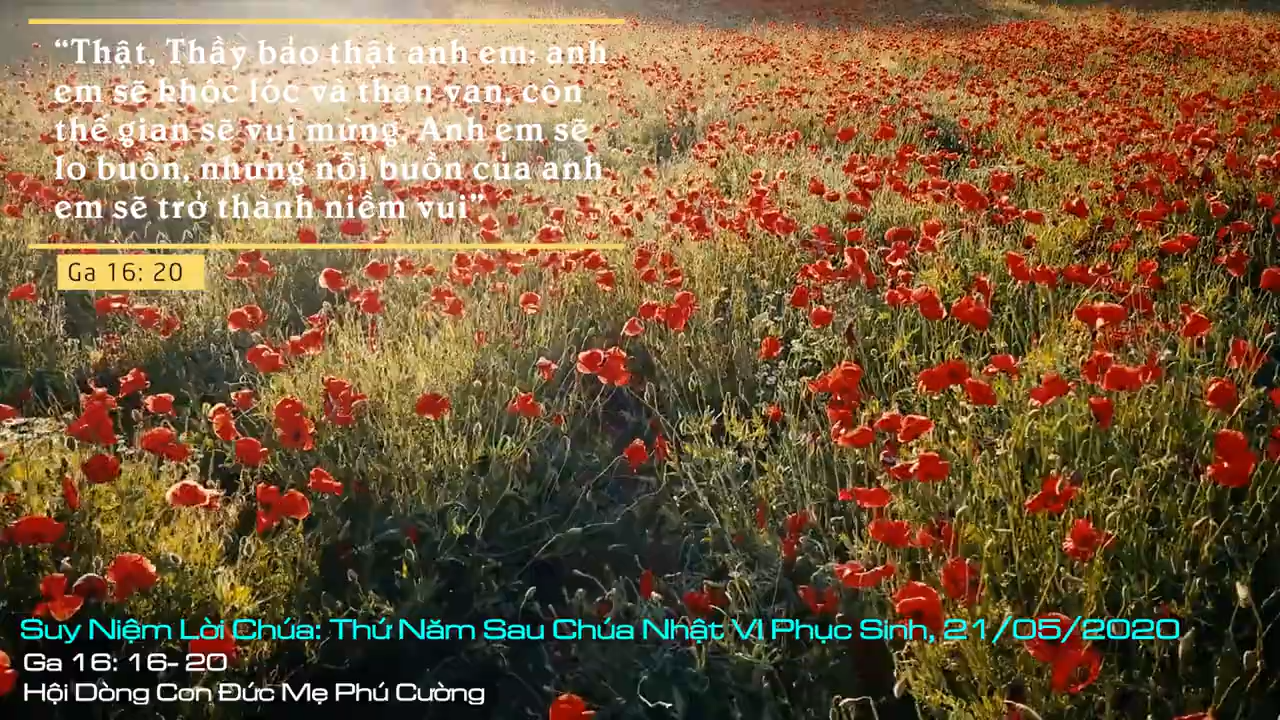 “Thật, Thầy bảo thật anh em: anh
em sẽ khóc lóc và than van, còn
thế gian sẽ vui mừng. Anh em sẽ
lo buồn, nhưng nỗi buồn của anh
em sẽ trở thành niềm vui”
Ga 16: 20
Suy Niệm Lời Chúa: Thứ Năm Sau Chúa Nhật VI Phục Sinh, 21/05/2020
Ga 16: 16- 20
Hội Dòng Con Đức Mẹ Phú Cường